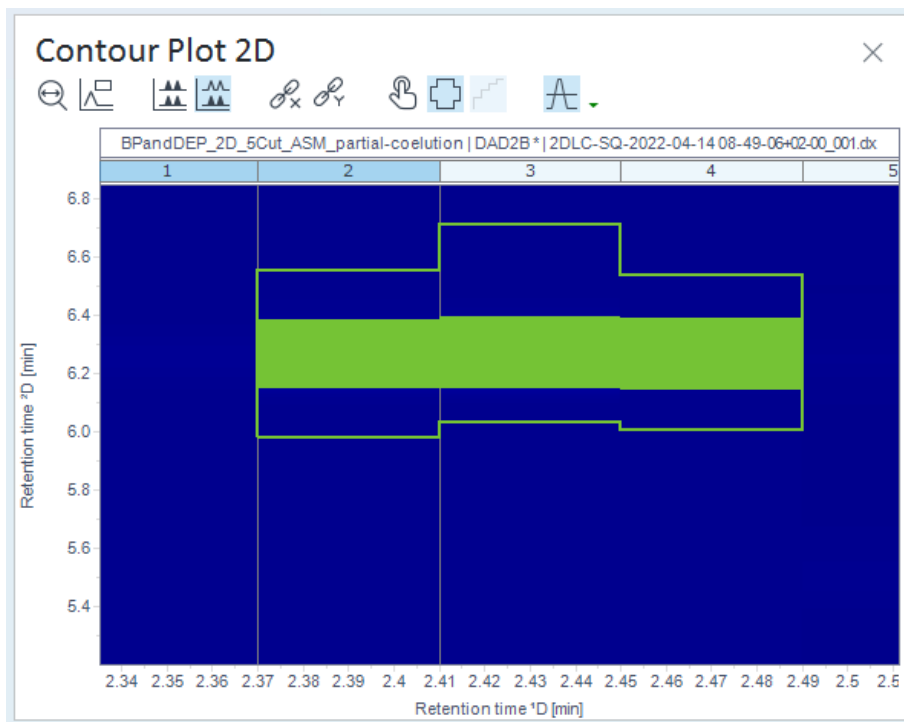 Contour Plot 2D
X Y
BPandDEP_2D_5Cut_ASM_partial-coelution | DAD2B * | 2DLC-SQ-2022-04-14 08-49-06+02-00_001.dx
1 2 3 4 5
6.8
6.6
6.4
6.2
6.0
5.8
5.6
5.4
Retention time ²D [min]
2.34 2.35 2.36 2.37 2.38 2.39 2.4 2.41 2.42 2.43 2.44 2.45 2.46 2.47 2.48 2.49 2.5
Retention time ¹D [min]